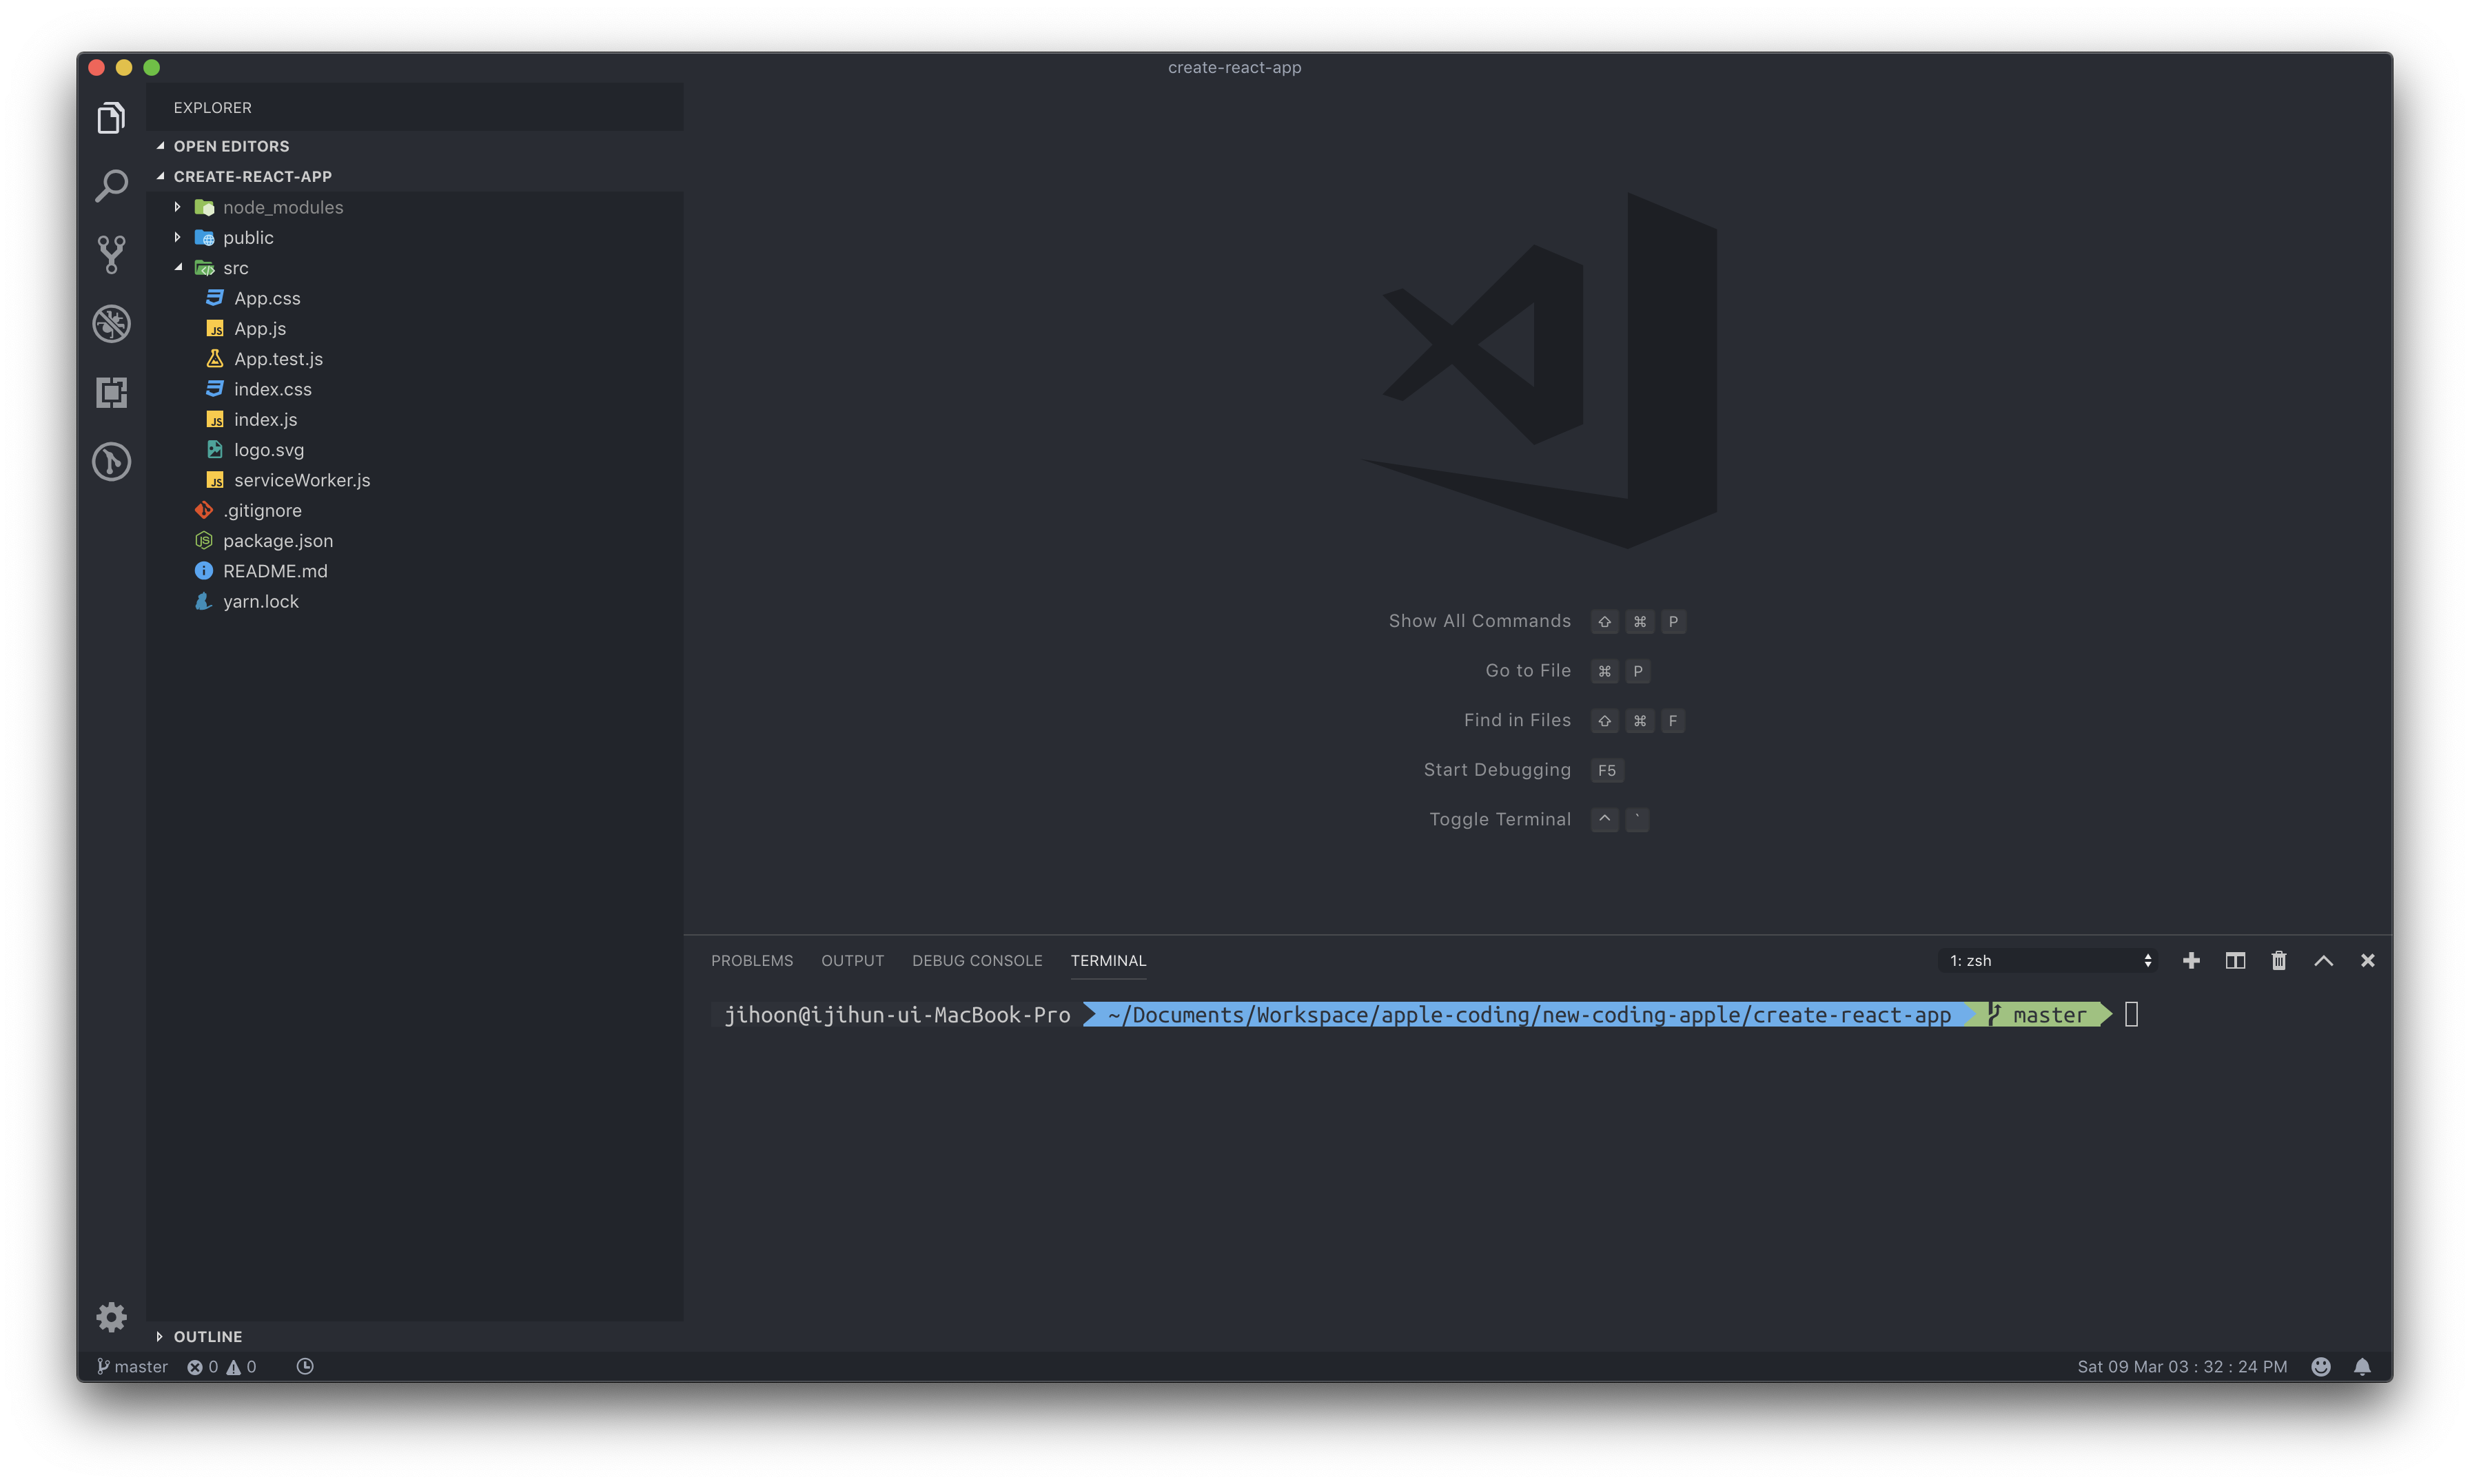 create-react-app
EXPLORER
OPEN EDITORS
CREATE-REACT-APP
node_modules
public
src
App.css
App.js
App.test.js
index.css
index.js
logo.svg
serviceWorker.js
.gitignore
package.json
README.md
yarn.lock
OUTLINE
Show All Commands ⇧ ⌘ P
Go to File ⌘ P
Find in Files ⇧ ⌘ F
Start Debugging F5
Toggle Terminal ^ `
PROBLEMS OUTPUT DEBUG CONSOLE TERMINAL 1: zsh
jihoon@ijihun-ui-MacBook-Pro ~/Documents/Workspace/apple-coding/new-coding-apple/create-react-app master
master 0 0 Sat 09 Mar 03 : 32 : 24 PM